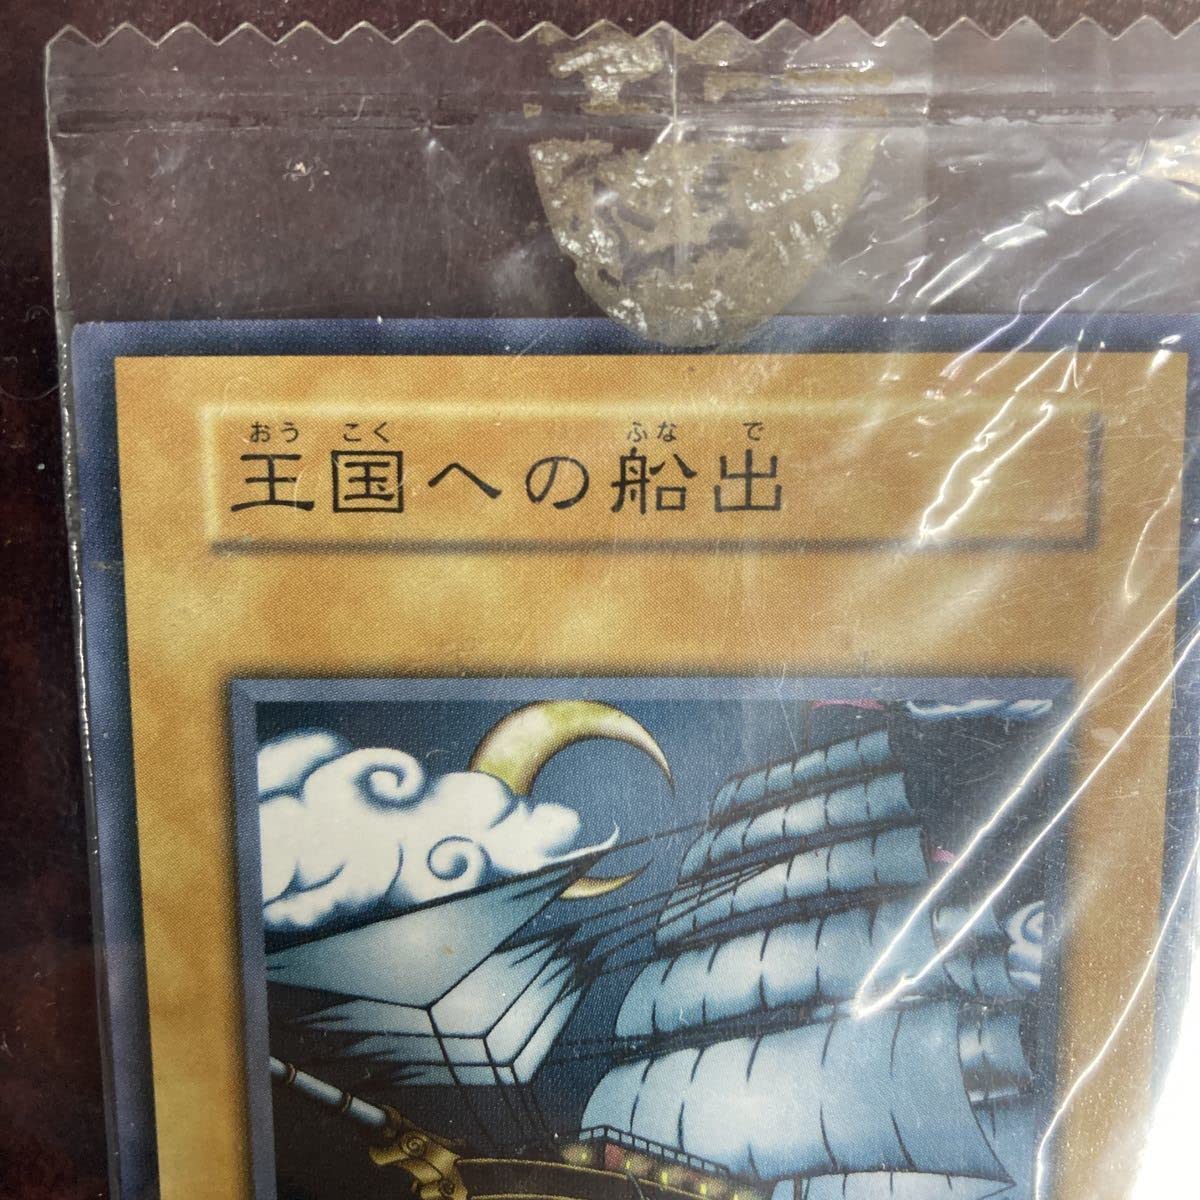 おう こく ふな で
王国への船出